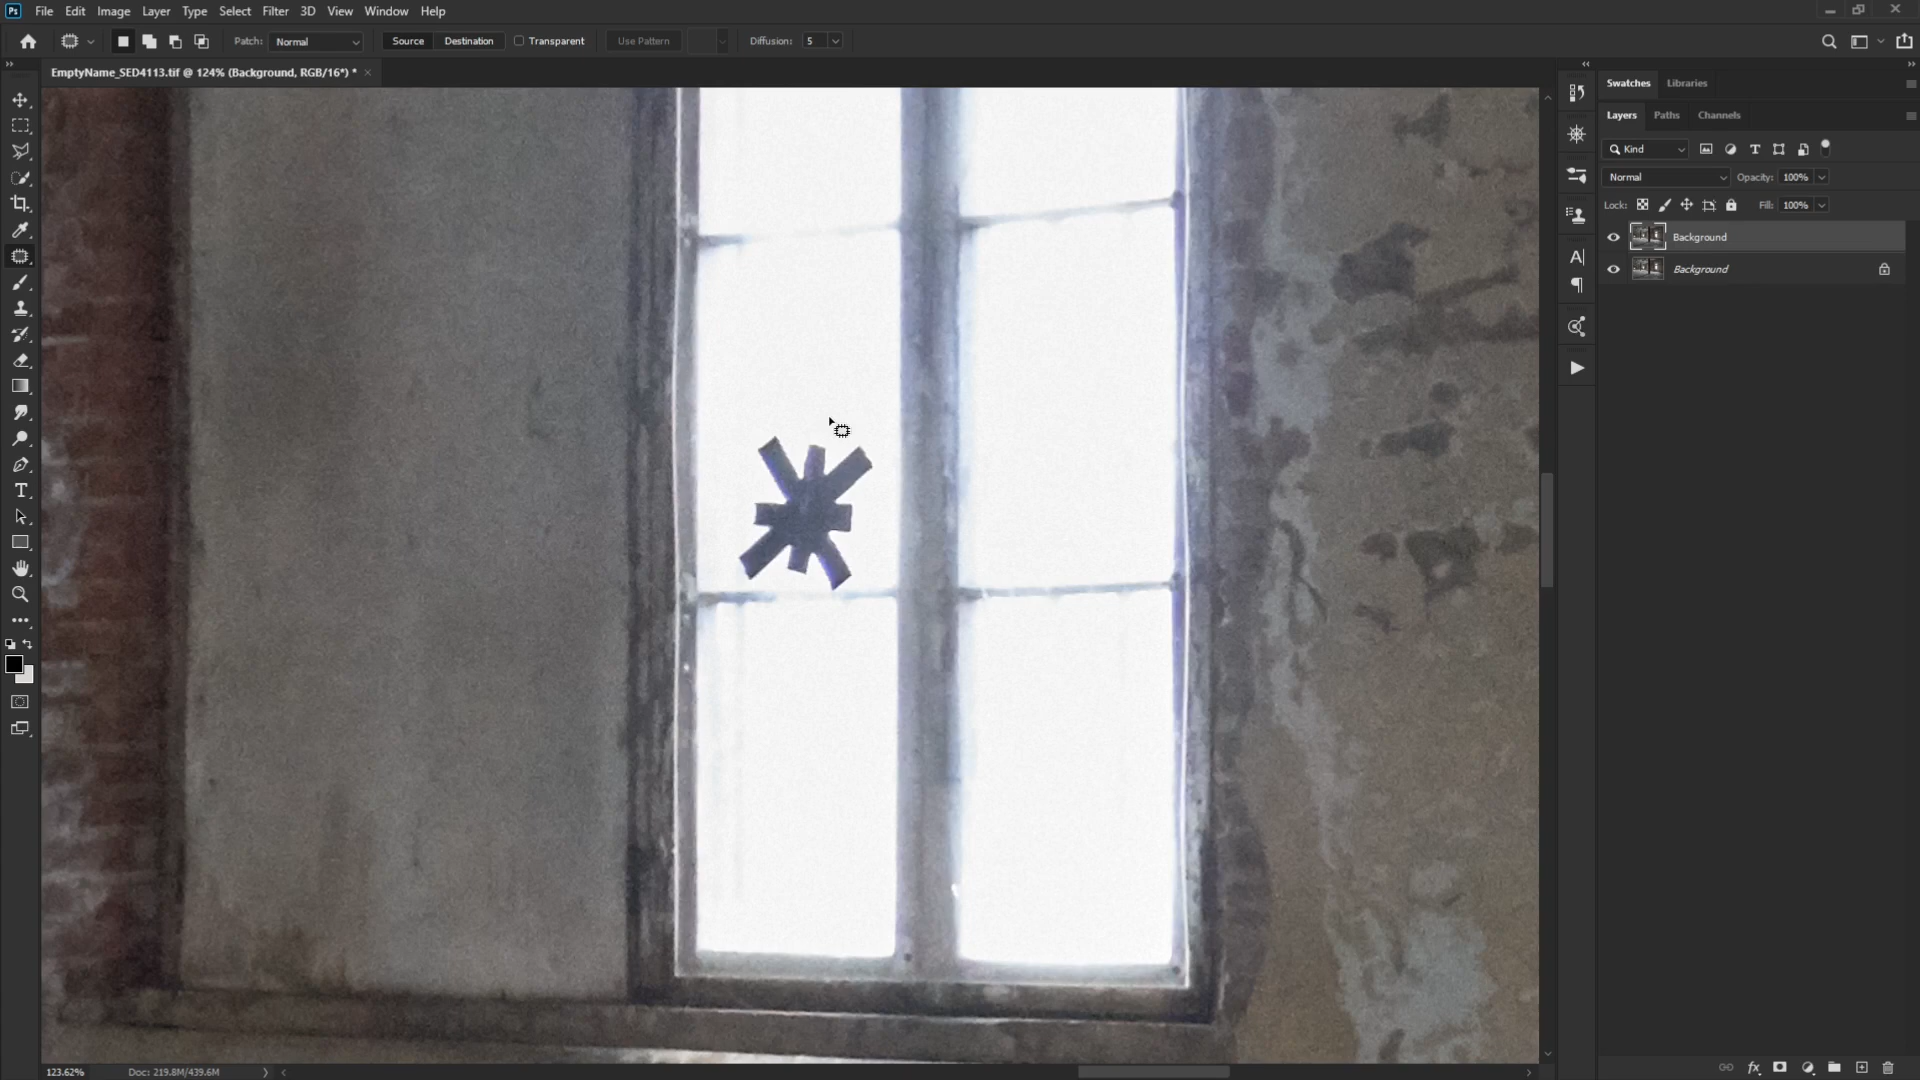 Ps File Edit Image Layer Type Select Filter 3D View Window Help
Patch: Normal Source Destination Transparent Use Pattern Diffusion: 5
EmptyName_SED4113.tif @ 124% (Background, RGB/16*) * ×
Swatches Libraries
Layers Paths Channels
Kind
Normal Opacity: 100%
Lock: Fill: 100%
Background
Background
123.62% Doc: 219.8M/439.6M